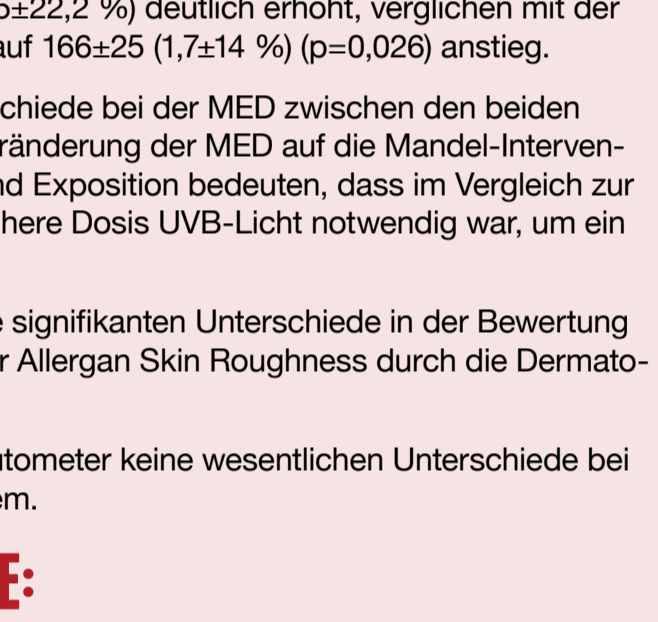 ±22,2 %) deutlich erhöht, verglichen mit der
auf 166±25 (1,7±14 %) (p=0,026) anstieg.
chiede bei der MED zwischen den beiden
ränderung der MED auf die Mandel-Interven-
nd Exposition bedeuten, dass im Vergleich zur
here Dosis UVB-Licht notwendig war, um ein
e signifikanten Unterschiede in der Bewertung
r Allergan Skin Roughness durch die Dermato-
tometer keine wesentlichen Unterschiede bei
em.
E: